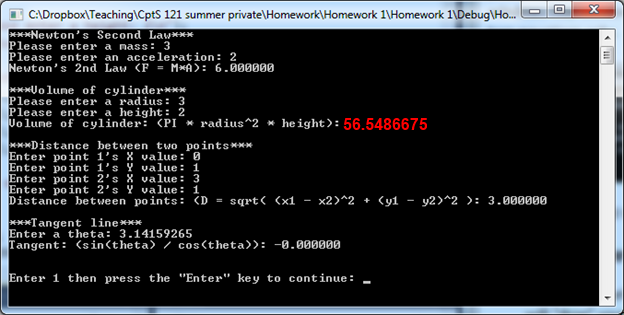 C:\Dropbox\Teaching\CptS 121 summer private\Homework\Homework 1\Homework 1\Debug\Ho...
***Newton's Second Law***
Please enter a mass: 3
Please enter an acceleration: 2
Newton's 2nd Law (F = M*A): 6.000000
***Volume of cylinder***
Please enter a radius: 3
Please enter a height: 2
Volume of cylinder: (PI * radius^2 * height): 56.5486675
***Distance between two points***
Enter point 1's X value: 0
Enter point 1's Y value: 1
Enter point 2's X value: 3
Enter point 2's Y value: 1
Distance between points: (D = sqrt( (x1 - x2)^2 + (y1 - y2)^2 ): 3.000000
***Tangent line***
Enter a theta: 3.14159265
Tangent: (sin(theta) / cos(theta)): -0.000000
Enter 1 then press the "Enter" key to continue: _